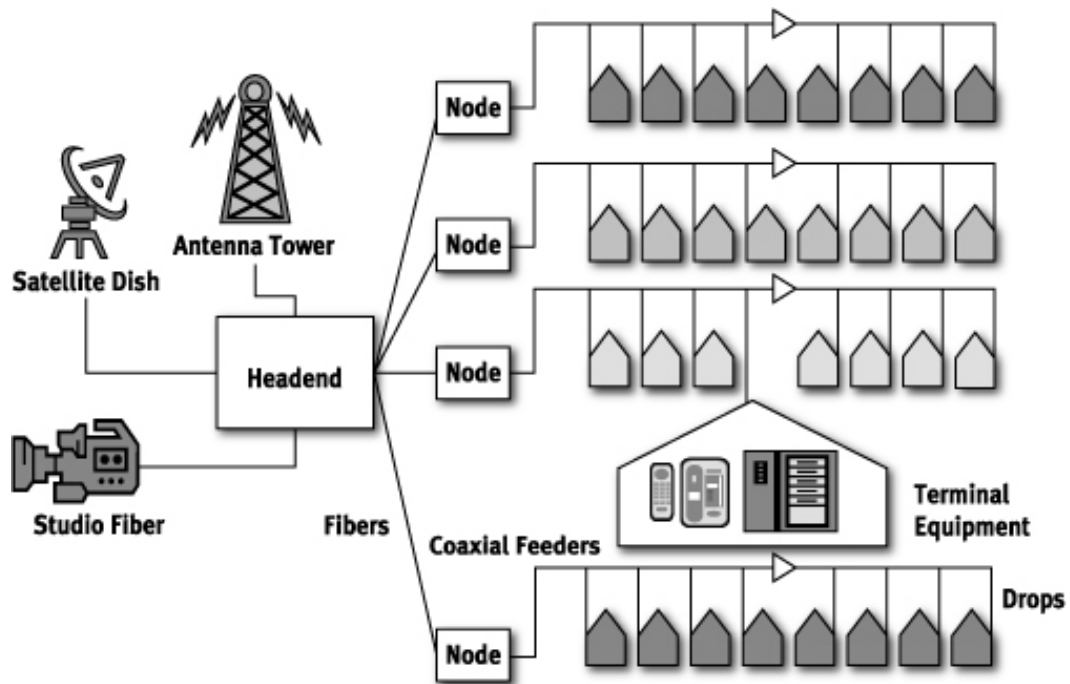 Node
Antenna Tower
Satellite Dish
Node
Headend
Node
Studio Fiber
Fibers
Coaxial Feeders
Terminal
Equipment
Node
Drops